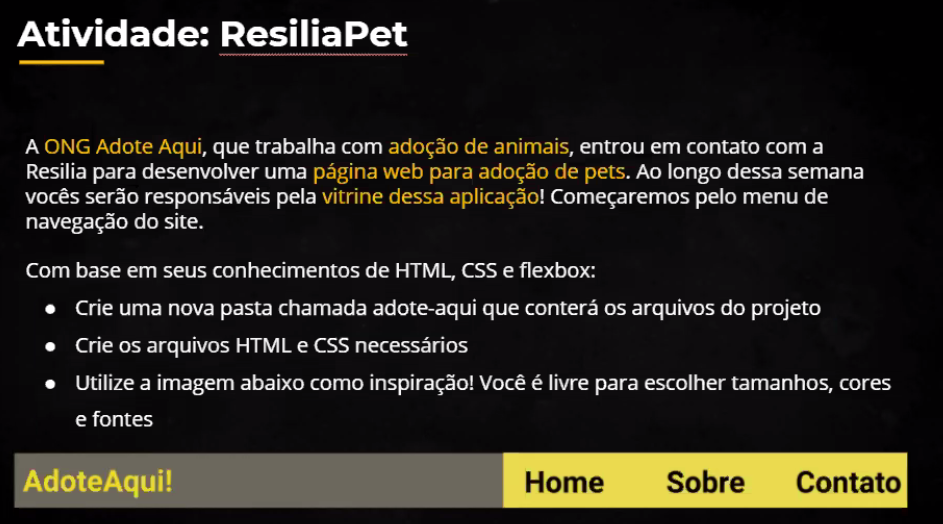 Atividade: ResiliaPet
A ONG Adote Aqui, que trabalha com adoção de animais, entrou em contato com a
Resilia para desenvolver uma página web para adoção de pets. Ao longo dessa semana
vocês serão responsáveis pela vitrine dessa aplicação! Começaremos pelo menu de
navegação do site.
Com base em seus conhecimentos de HTML, CSS e flexbox:
● Crie uma nova pasta chamada adote-aqui que conterá os arquivos do projeto
● Crie os arquivos HTML e CSS necessários
● Utilize a imagem abaixo como inspiração! Você é livre para escolher tamanhos, cores
e fontes
AdoteAqui! Home Sobre Contato